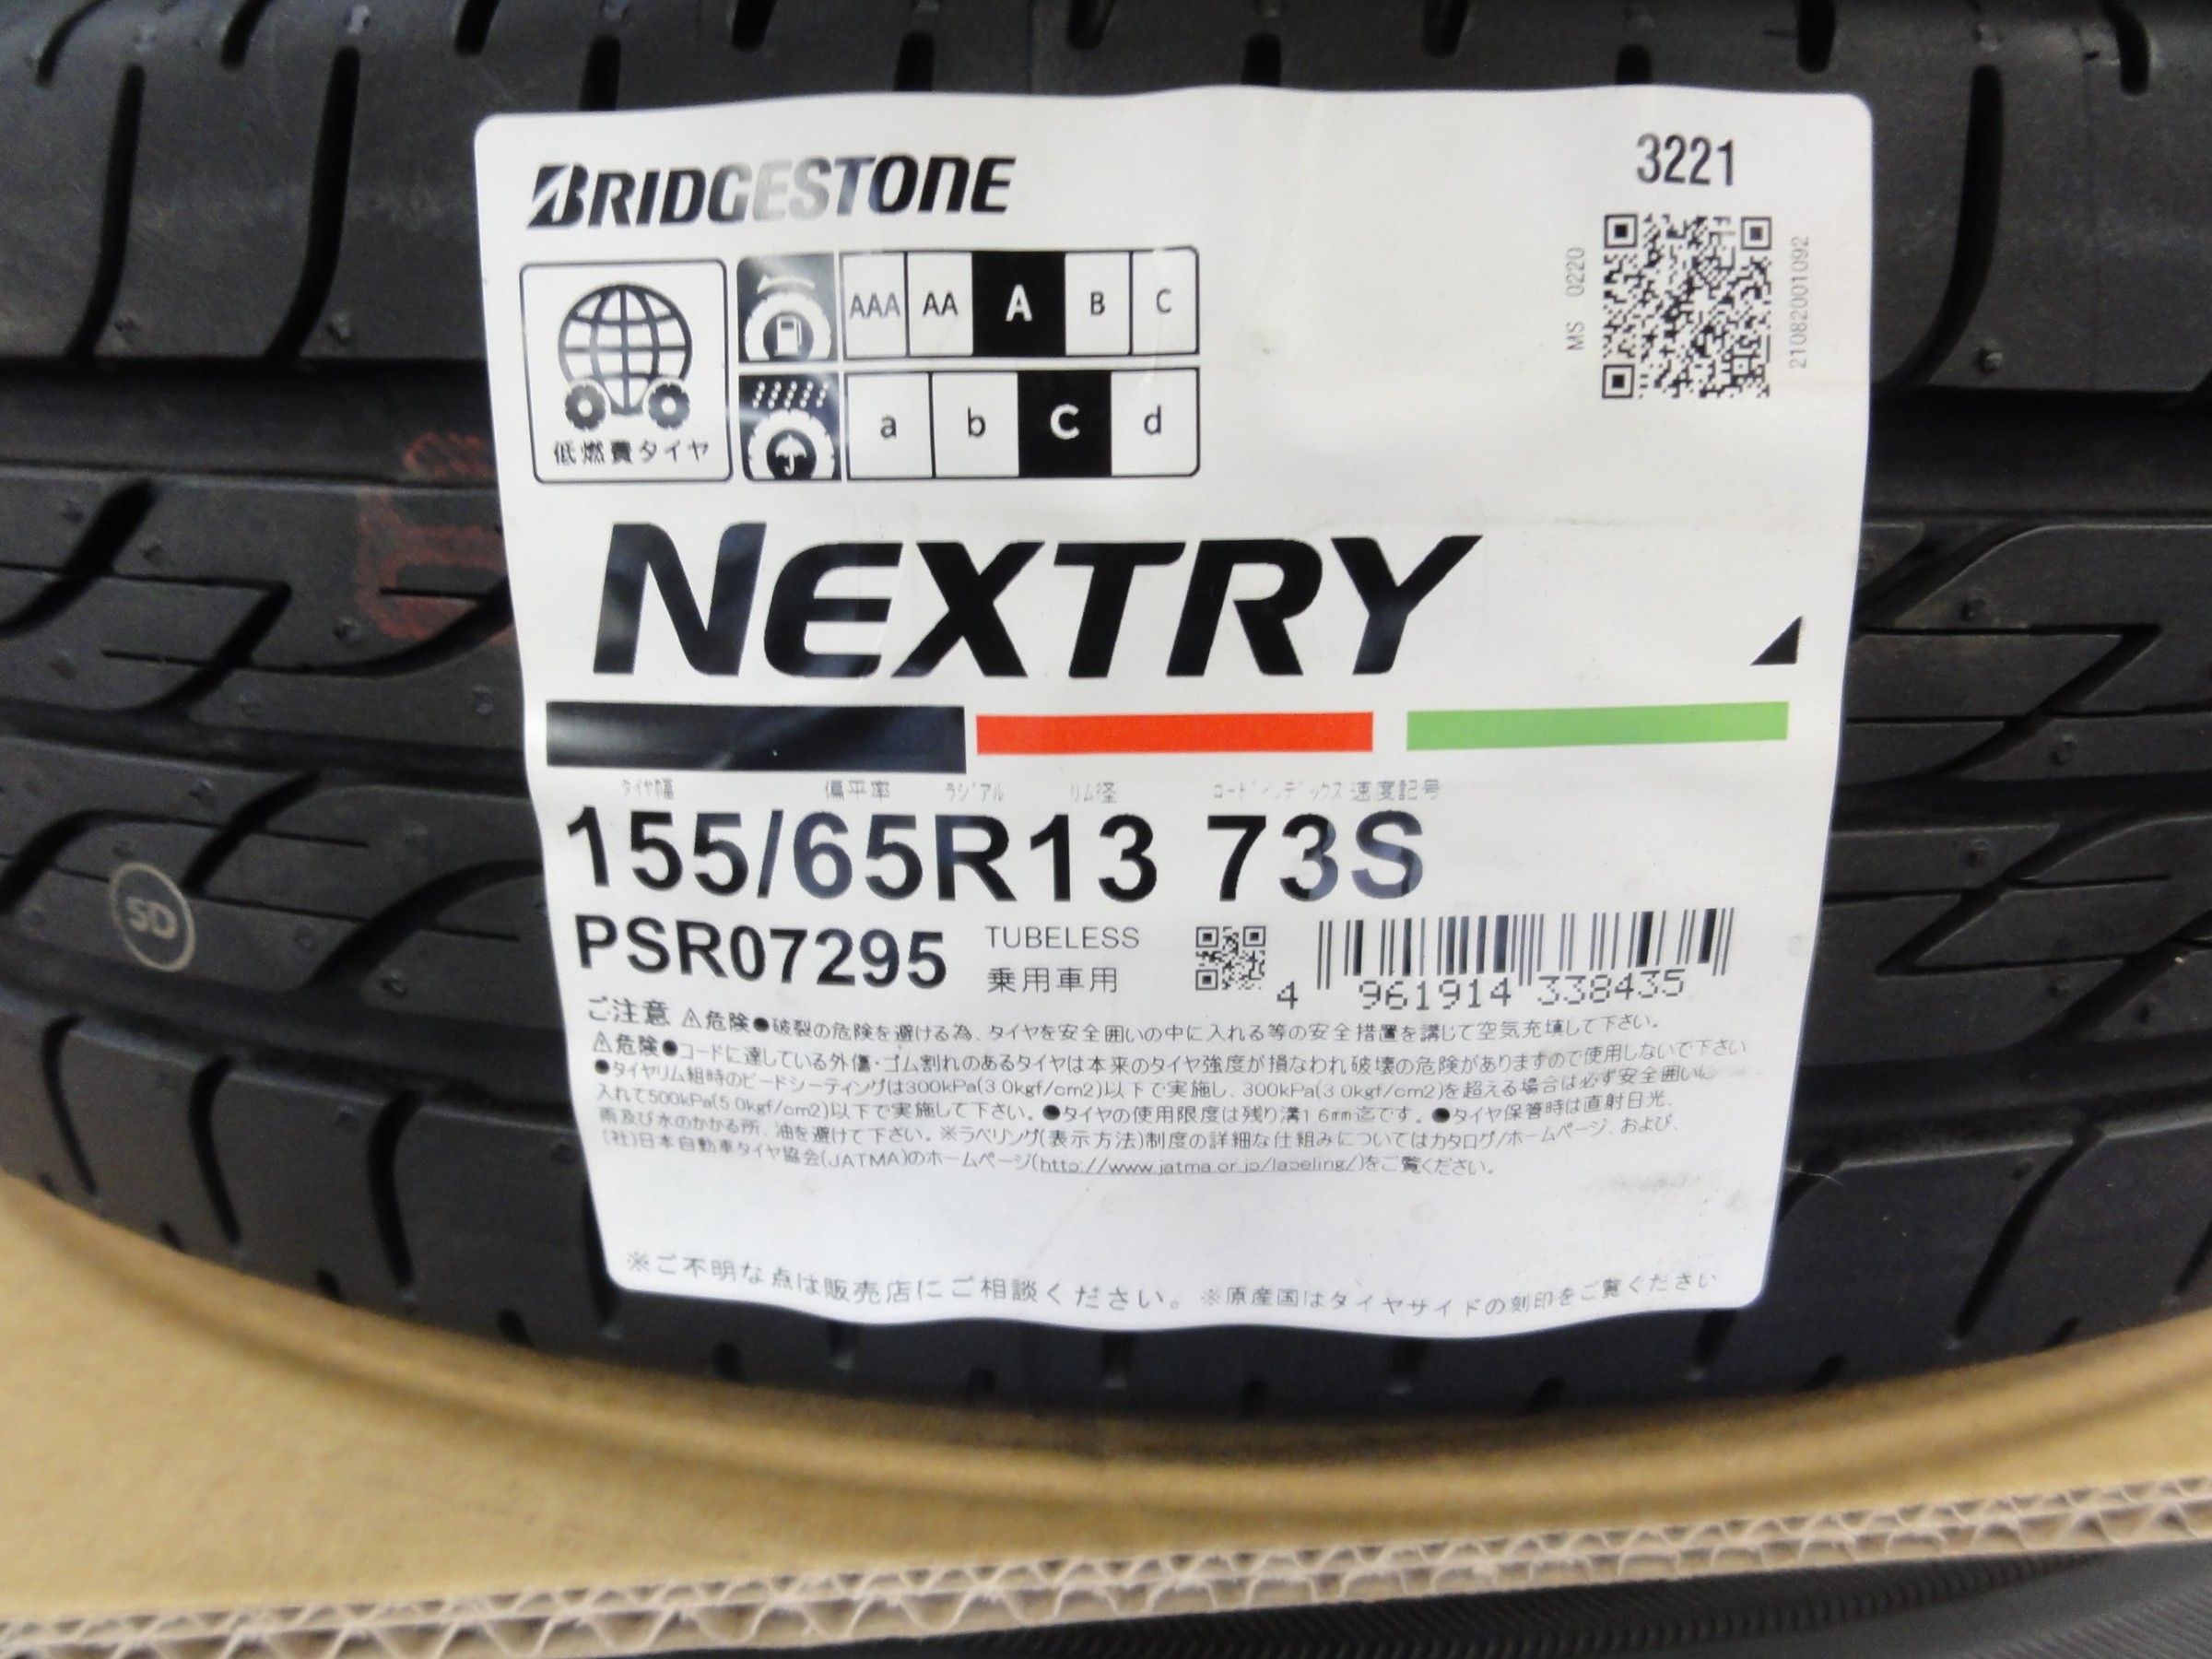 BRIDGESTONE
3221
MS 0220
210820001092
低燃費タイヤ
AAA AA A B C
a b c d
NEXTRY
タイヤ幅 偏平率 ラジアル リム径 ロードインデックス 速度記号
155/65R13 73S
PSR07295
TUBELESS
乗用車用
4 961914 338435
ご注意 ⚠危険●破裂の危険を避ける為、タイヤを安全囲いの中に入れる等の安全措置を講じて空気充填して下さい。
⚠危険●コードに達している外傷・ゴム割れのあるタイヤは本来のタイヤ強度が損なわれ破壊の危険がありますので使用しないで下さい
●タイヤリム組時のビードシーティングは300kPa(3.0kgf/cm2)以下で実施し、300kPa(3.0kgf/cm2)を超える場合は必ず安全囲いに
入れて500kPa(5.0kgf/cm2)以下で実施して下さい。●タイヤの使用限度は残り溝1.6mm迄です。●タイヤ保管時は直射日光、
雨及び水のかかる所、油を避けて下さい。※ラベリング(表示方法)制度の詳細な仕組みについてはカタログ/ホームページ、および、
(社)日本自動車タイヤ協会(JATMA)のホームページ(http://www.jatma.or.jp/labeling/)をご覧ください。
※ご不明な点は販売店にご相談ください。※原産国はタイヤサイドの刻印をご覧ください
5D